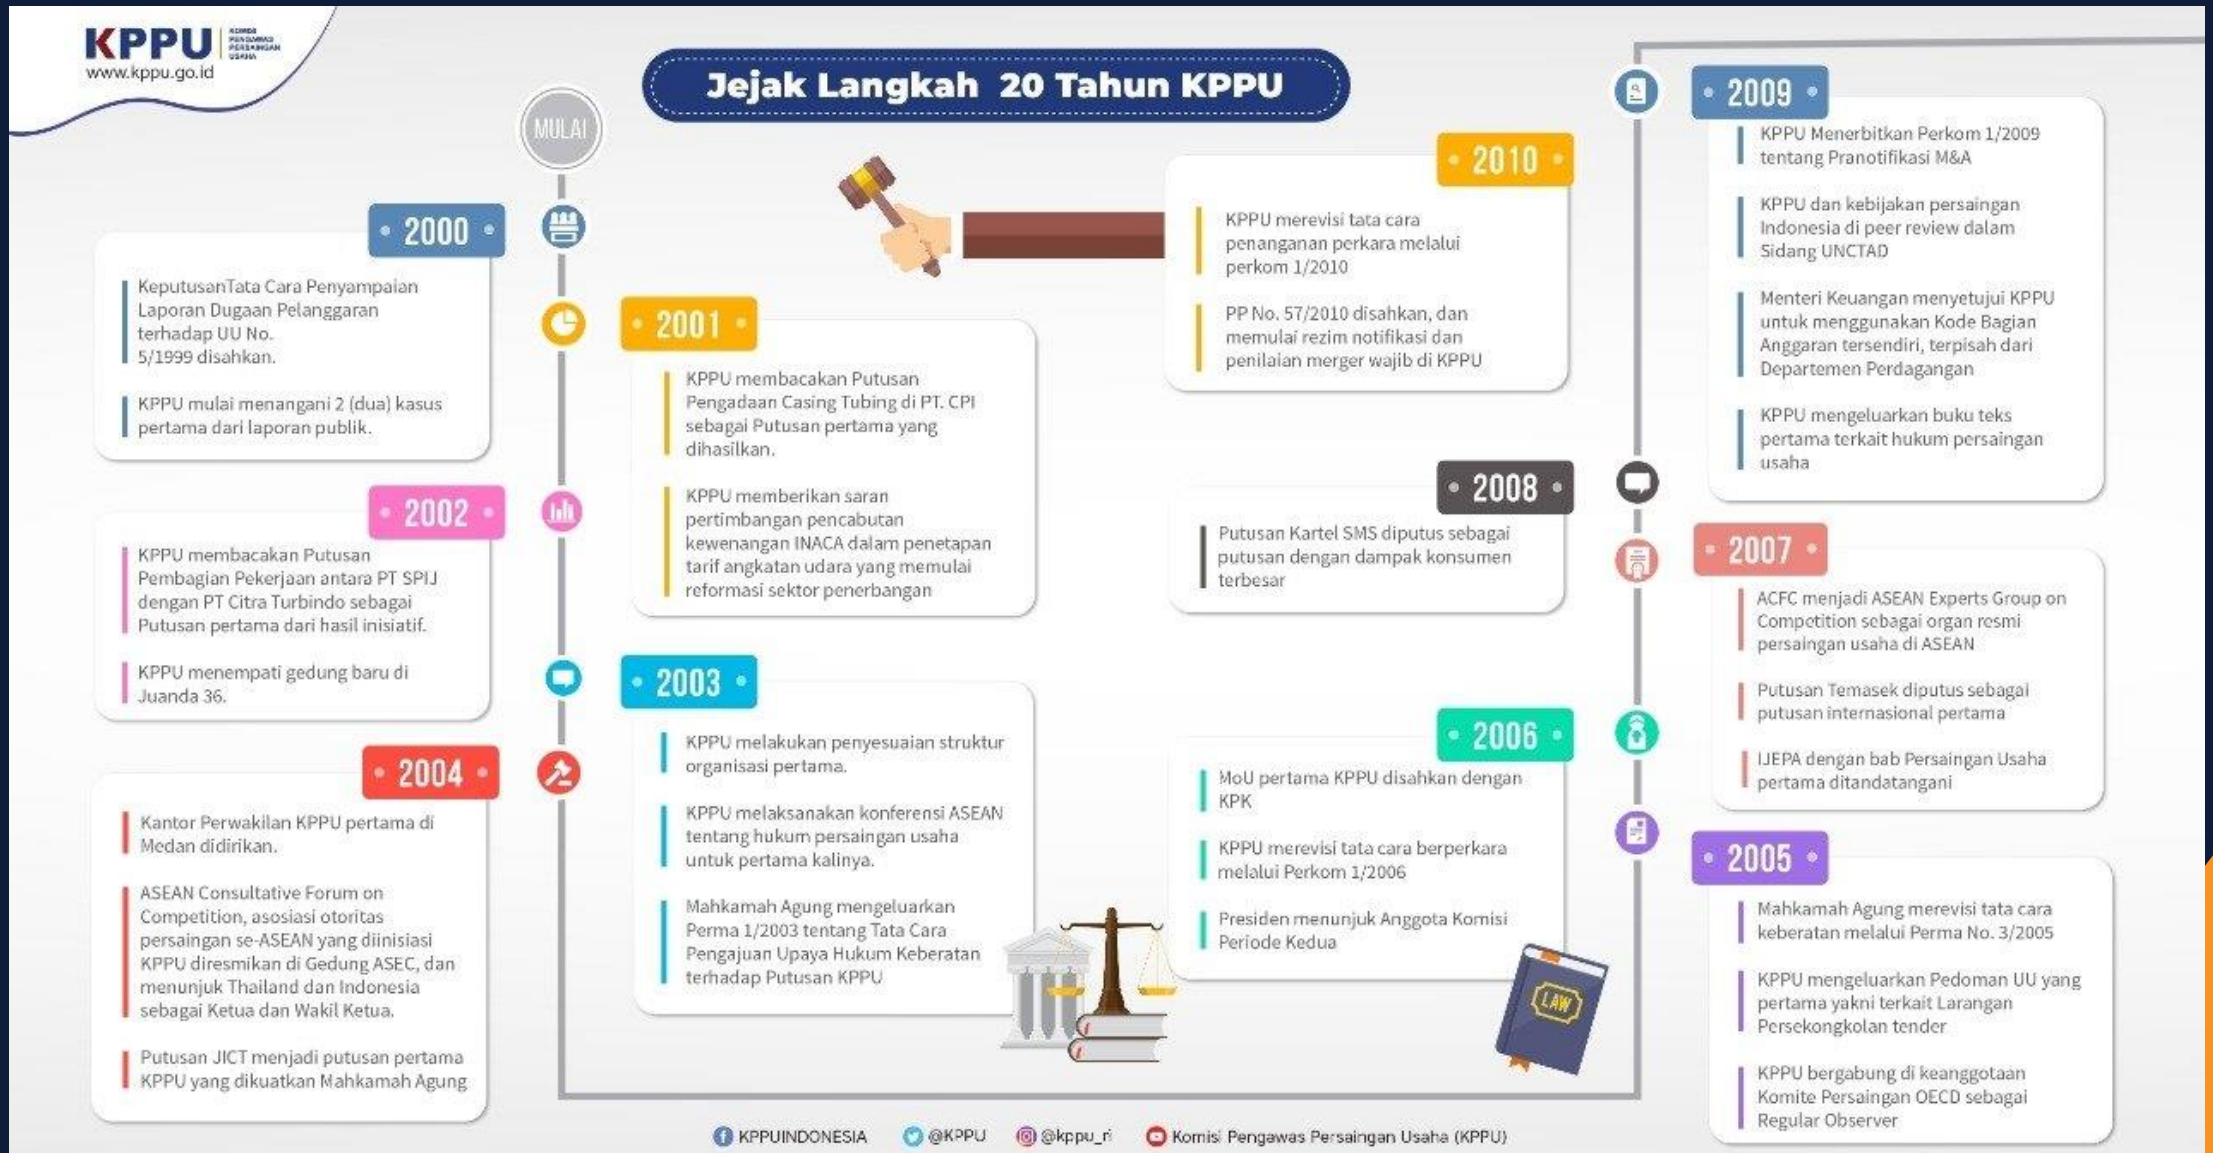 KPPU
KOMISI
PENGAWAS
PERSAINGAN
USAHA
www.kppu.go.id
Jejak Langkah 20 Tahun KPPU
MULAI
2000
KeputusanTata Cara Penyampaian
Laporan Dugaan Pelanggaran
terhadap UU No.
5/1999 disahkan.
KPPU mulai menangani 2 (dua) kasus
pertama dari laporan publik.
2001
KPPU membacakan Putusan
Pengadaan Casing Tubing di PT. CPI
sebagai Putusan pertama yang
dihasilkan.
KPPU memberikan saran
pertimbangan pencabutan
kewenangan INACA dalam penetapan
tarif angkatan udara yang memulai
reformasi sektor penerbangan
2002
KPPU membacakan Putusan
Pembagian Pekerjaan antara PT SPIJ
dengan PT Citra Turbindo sebagai
Putusan pertama dari hasil inisiatif.
KPPU menempati gedung baru di
Juanda 36.
2003
KPPU melakukan penyesuaian struktur
organisasi pertama.
KPPU melaksanakan konferensi ASEAN
tentang hukum persaingan usaha
untuk pertama kalinya.
Mahkamah Agung mengeluarkan
Perma 1/2003 tentang Tata Cara
Pengajuan Upaya Hukum Keberatan
terhadap Putusan KPPU
2004
Kantor Perwakilan KPPU pertama di
Medan didirikan.
ASEAN Consultative Forum on
Competition, asosiasi otoritas
persaingan se-ASEAN yang diinisiasi
KPPU diresmikan di Gedung ASEC, dan
menunjuk Thailand dan Indonesia
sebagai Ketua dan Wakil Ketua.
Putusan JICT menjadi putusan pertama
KPPU yang dikuatkan Mahkamah Agung
2005
Mahkamah Agung merevisi tata cara
keberatan melalui Perma No. 3/2005
KPPU mengeluarkan Pedoman UU yang
pertama yakni terkait Larangan
Persekongkolan tender
KPPU bergabung di keanggotaan
Komite Persaingan OECD sebagai
Regular Observer
2006
MoU pertama KPPU disahkan dengan
KPK
KPPU merevisi tata cara berperkara
melalui Perkom 1/2006
Presiden menunjuk Anggota Komisi
Periode Kedua
LAW
2007
ACFC menjadi ASEAN Experts Group on
Competition sebagai organ resmi
persaingan usaha di ASEAN
Putusan Temasek diputus sebagai
putusan internasional pertama
IJEPA dengan bab Persaingan Usaha
pertama ditandatangani
2008
Putusan Kartel SMS diputus sebagai
putusan dengan dampak konsumen
terbesar
2009
KPPU Menerbitkan Perkom 1/2009
tentang Pranotifikasi M&A
KPPU dan kebijakan persaingan
Indonesia di peer review dalam
Sidang UNCTAD
Menteri Keuangan menyetujui KPPU
untuk menggunakan Kode Bagian
Anggaran tersendiri, terpisah dari
Departemen Perdagangan
KPPU mengeluarkan buku teks
pertama terkait hukum persaingan
usaha
2010
KPPU merevisi tata cara
penanganan perkara melalui
perkom 1/2010
PP No. 57/2010 disahkan, dan
memulai rezim notifikasi dan
penilaian merger wajib di KPPU
KPPUINDONESIA
@KPPU
@kppu_ri
Komisi Pengawas Persaingan Usaha (KPPU)